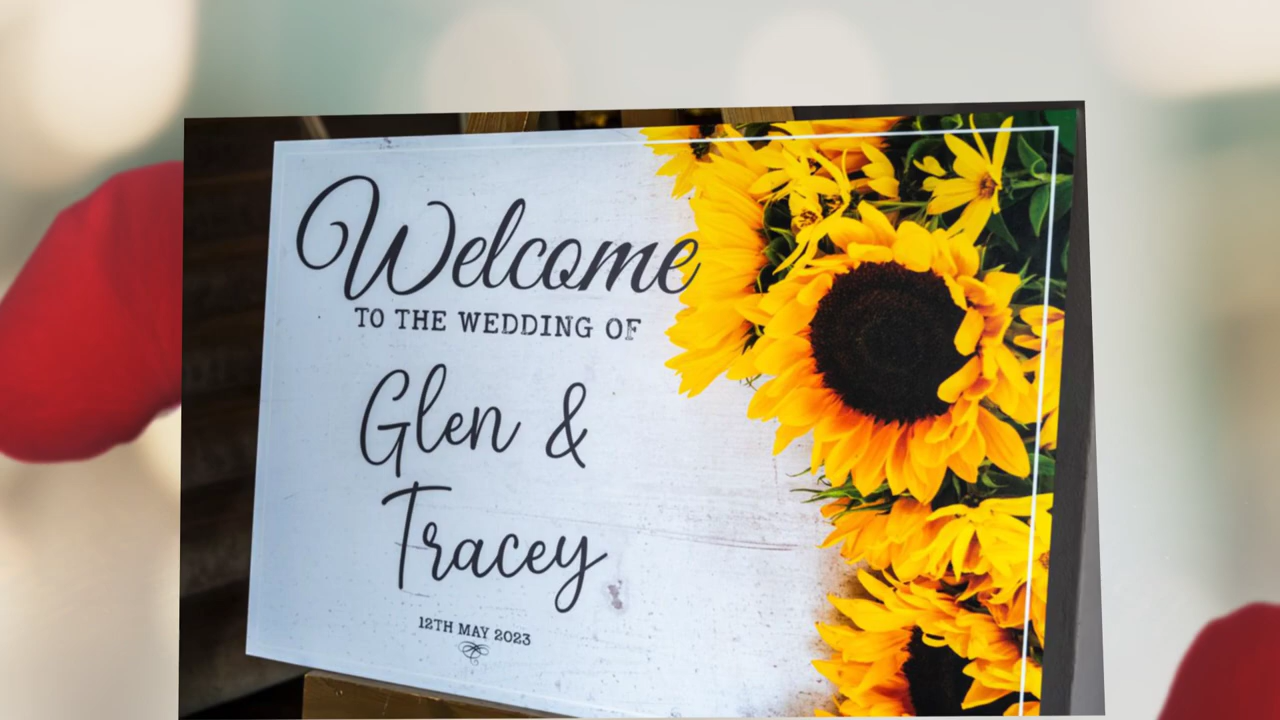 Welcome
TO THE WEDDING OF
Glen &
Tracey
12TH MAY 2023